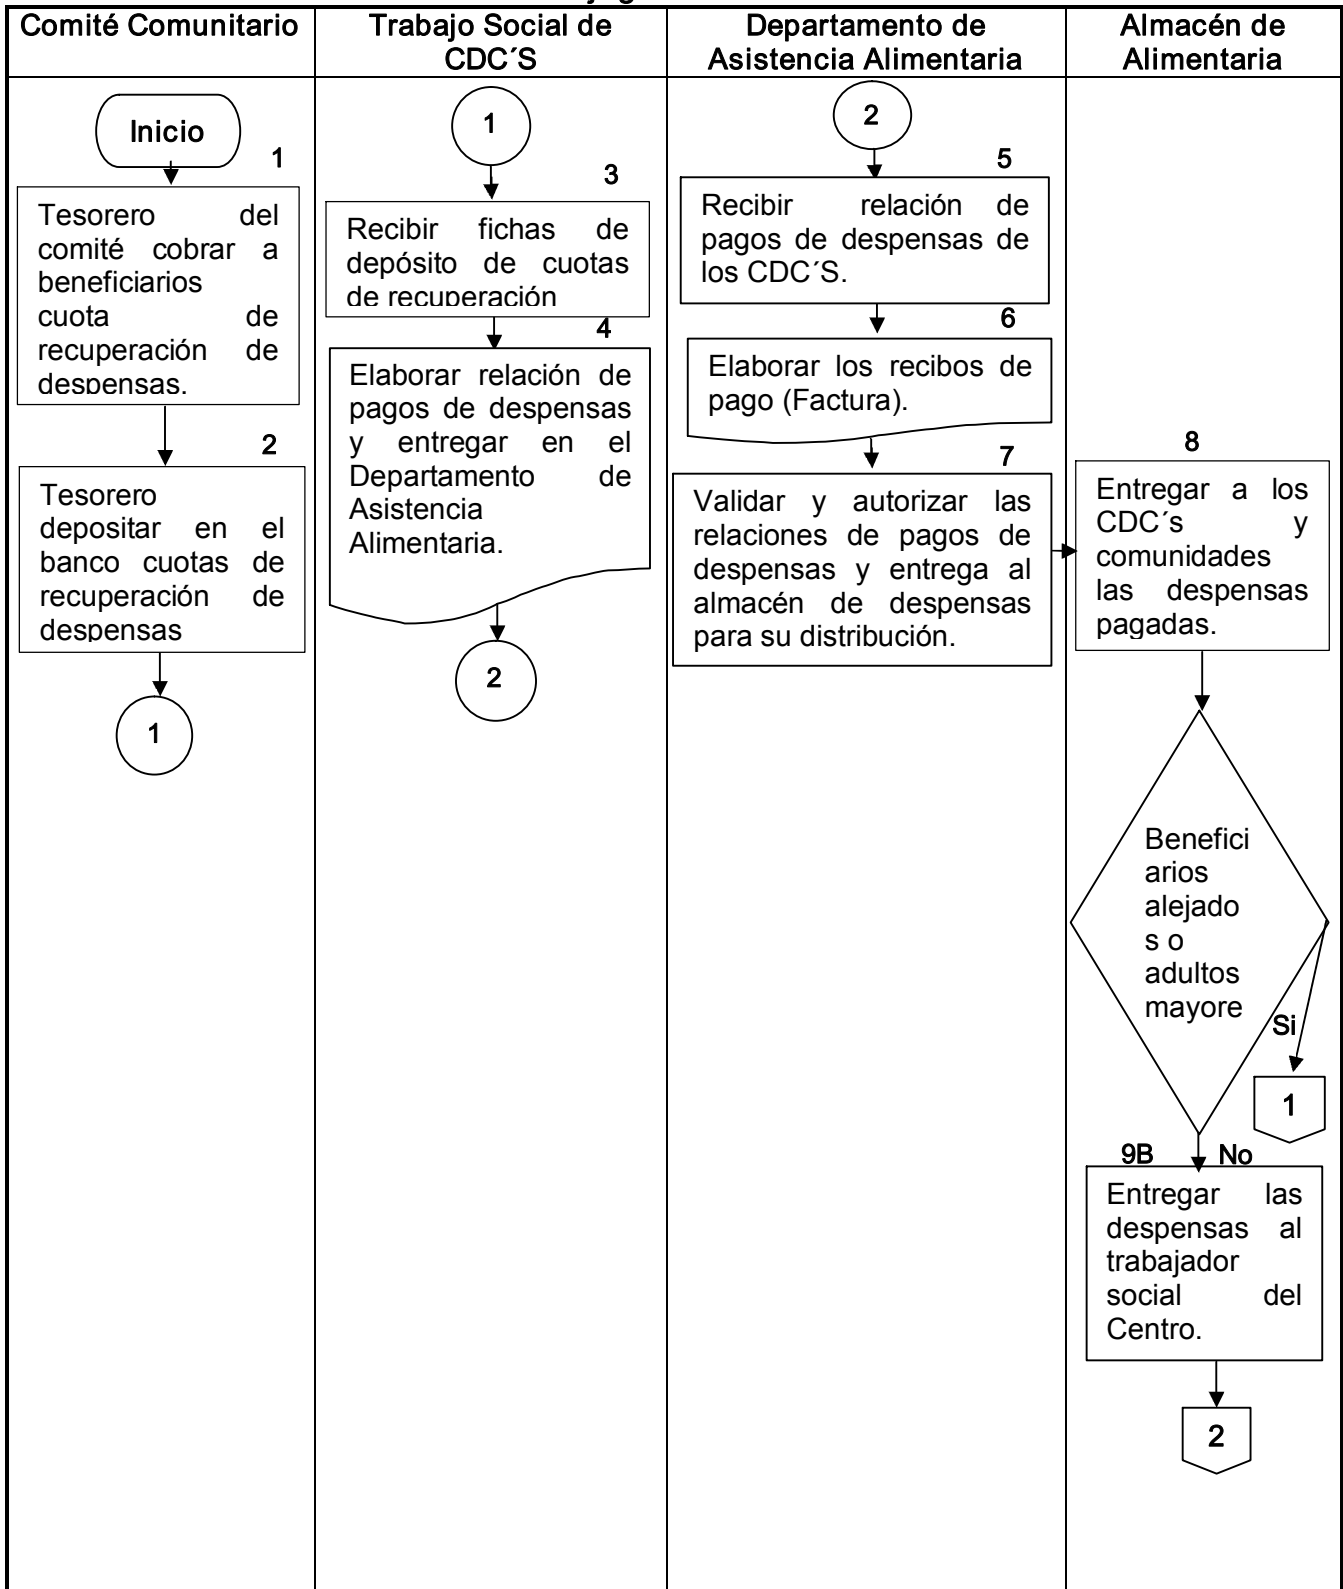 Comité Comunitario
Trabajo Social de
CDC´S
Departamento de
Asistencia Alimentaria
Almacén de
Alimentaria
Inicio
1
Tesorero del
comité cobrar a
beneficiarios
cuota de
recuperación de
despensas.
2
Tesorero
depositar en el
banco cuotas de
recuperación de
despensas
1
1
3
Recibir fichas de
depósito de cuotas
de recuperación
4
Elaborar relación de
pagos de despensas
y entregar en el
Departamento de
Asistencia
Alimentaria.
2
2
5
Recibir relación de
pagos de despensas de
los CDC´S.
6
Elaborar los recibos de
pago (Factura).
7
Validar y autorizar las
relaciones de pagos de
despensas y entrega al
almacén de despensas
para su distribución.
8
Entregar a los
CDC´s y
comunidades
las despensas
pagadas.
Benefici
arios
alejado
s o
adultos
mayore
Si
1
9B No
Entregar las
despensas al
trabajador
social del
Centro.
2